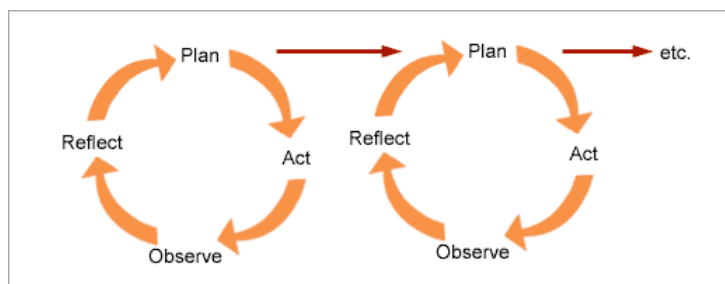 Plan
Act
Observe
Reflect
Plan
Act
Observe
Reflect
etc.